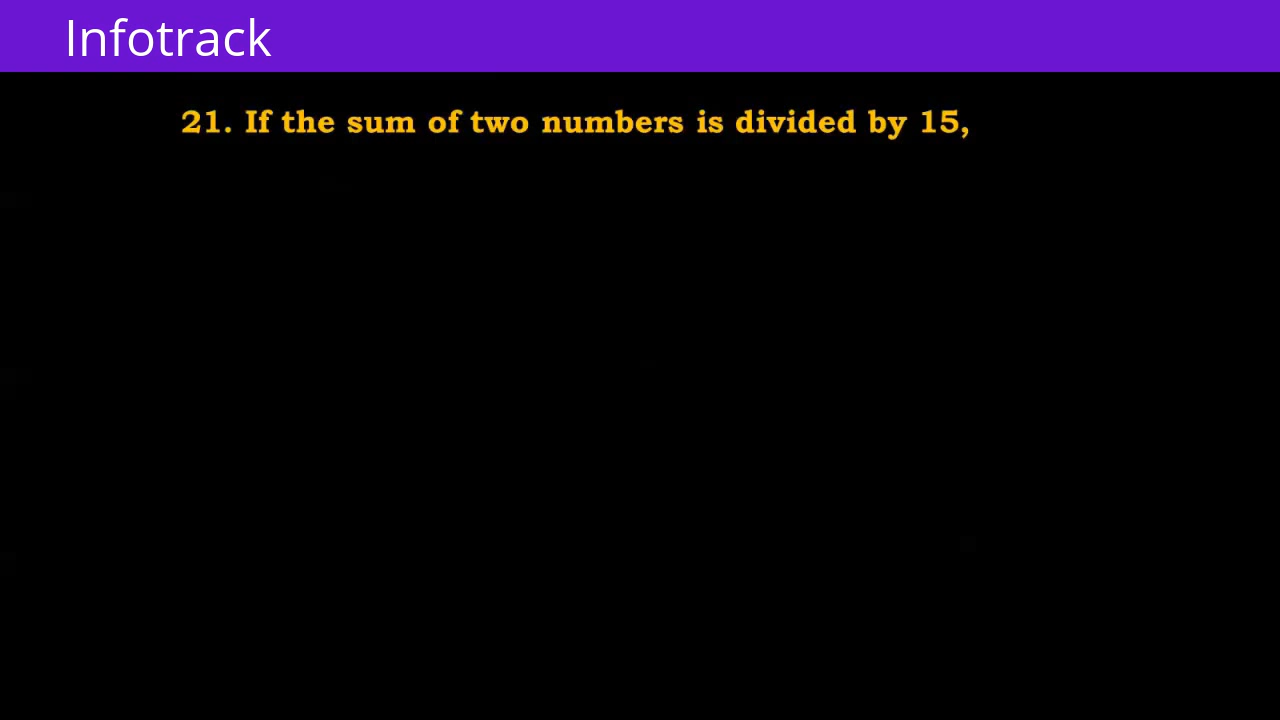 Infotrack
21. If the sum of two numbers is divided by 15,